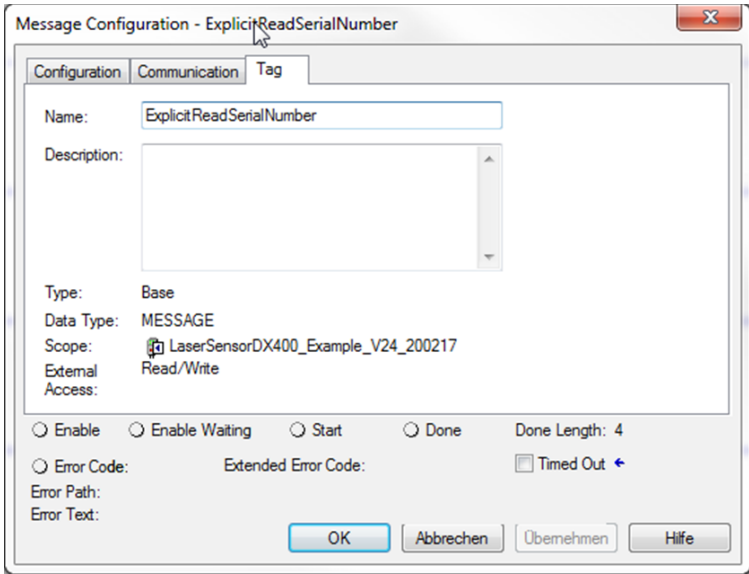 Message Configuration - ExplicitReadSerialNumber
Configuration Communication Tag
Name: ExplicitReadSerialNumber
Description:
Type: Base
Data Type: MESSAGE
Scope: LaserSensorDX400_Example_V24_200217
External Access: Read/Write
Enable Enable Waiting Start Done Done Length: 4
Error Code: Extended Error Code: Timed Out
Error Path:
Error Text:
OK Abbrechen Übernehmen Hilfe